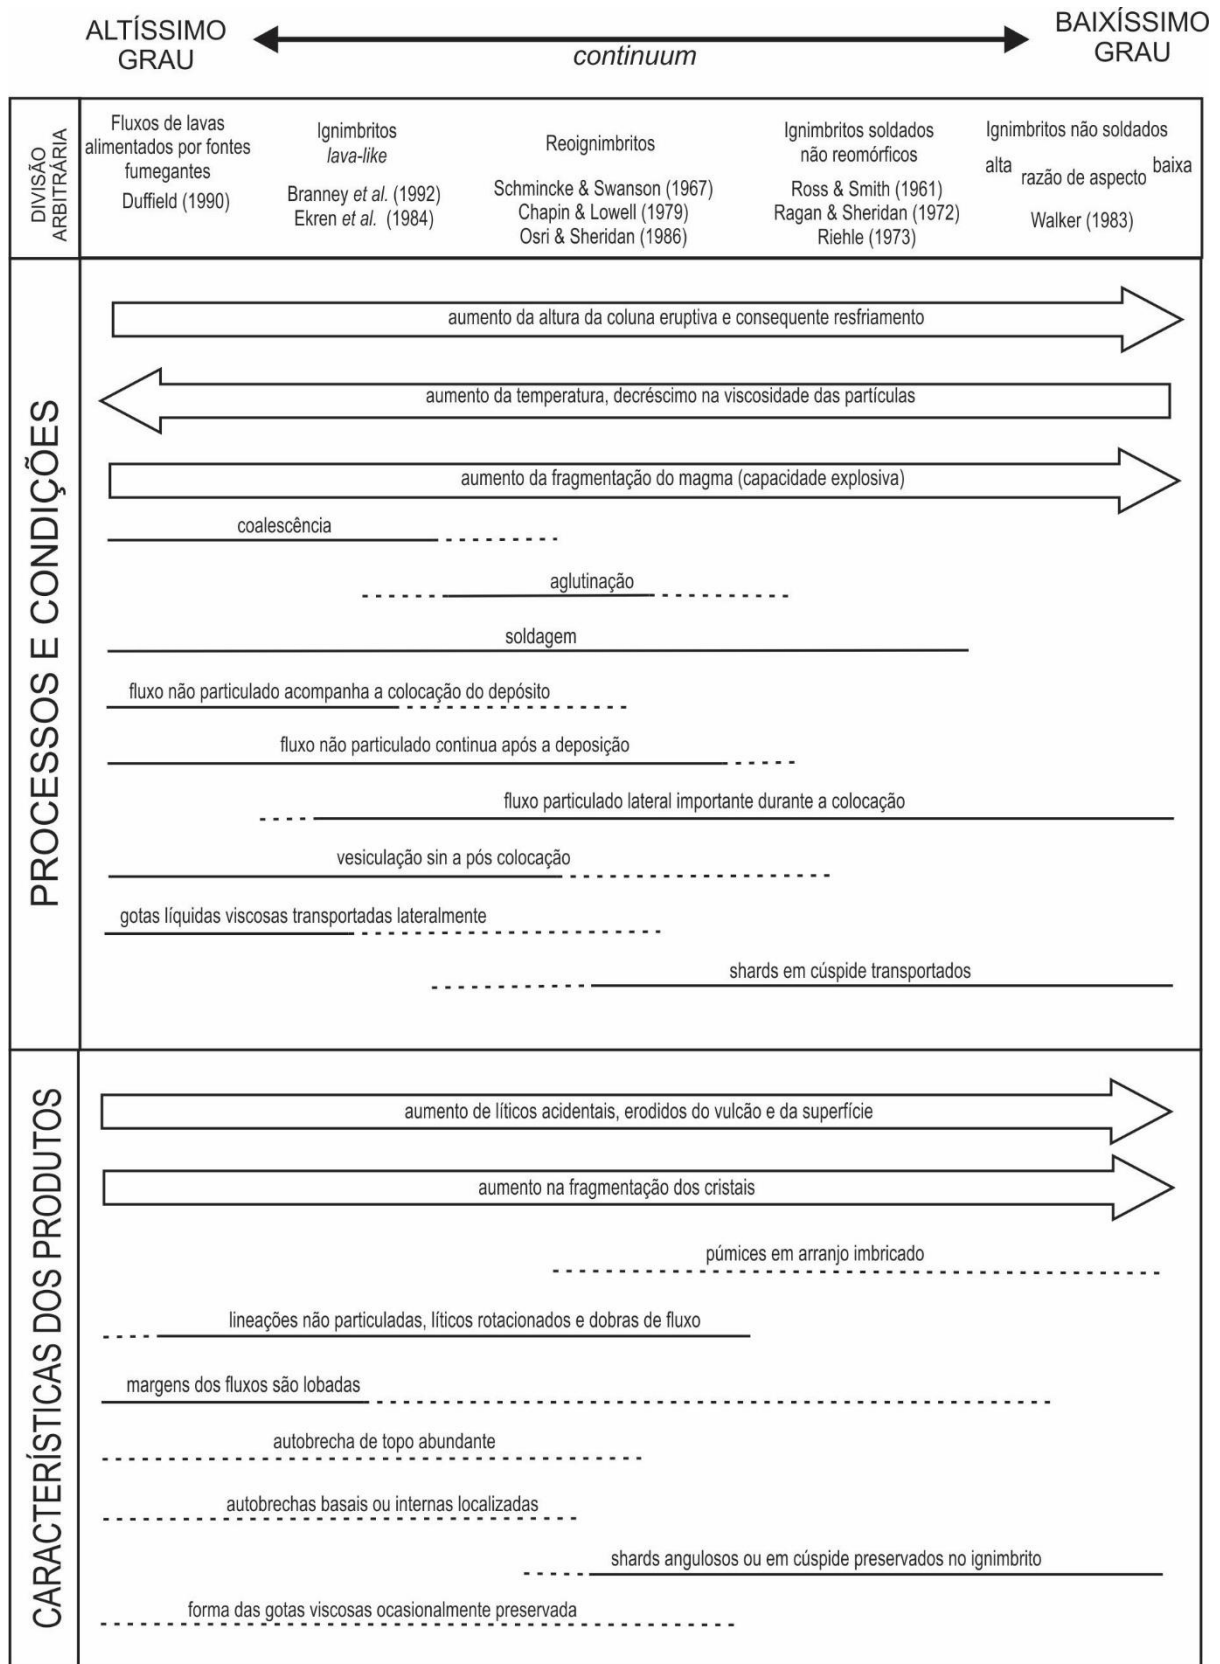 ALTÍSSIMO
GRAU
continuum
BAIXÍSSIMO
GRAU
DIVISÃO
ARBITRÁRIA
Fluxos de lavas
alimentados por fontes
fumegantes
Duffield (1990)
Ignimbritos
lava-like
Branney et al. (1992)
Ekren et al. (1984)
Reoignimbritos
Schmincke & Swanson (1967)
Chapin & Lowell (1979)
Osri & Sheridan (1986)
Ignimbritos soldados
não reomórficos
Ross & Smith (1961)
Ragan & Sheridan (1972)
Riehle (1973)
Ignimbritos não soldados
alta razão de aspecto baixa
Walker (1983)
PROCESSOS E CONDIÇÕES
aumento da altura da coluna eruptiva e consequente resfriamento
aumento da temperatura, decréscimo na viscosidade das partículas
aumento da fragmentação do magma (capacidade explosiva)
coalescência
aglutinação
soldagem
fluxo não particulado acompanha a colocação do depósito
fluxo não particulado continua após a deposição
fluxo particulado lateral importante durante a colocação
vesiculação sin a pós colocação
gotas líquidas viscosas transportadas lateralmente
shards em cúspide transportados
CARACTERÍSTICAS DOS PRODUTOS
aumento de líticos acidentais, erodidos do vulcão e da superfície
aumento na fragmentação dos cristais
púmices em arranjo imbricado
lineações não particuladas, líticos rotacionados e dobras de fluxo
margens dos fluxos são lobadas
autobrecha de topo abundante
autobrechas basais ou internas localizadas
shards angulosos ou em cúspide preservados no ignimbrito
forma das gotas viscosas ocasionalmente preservada